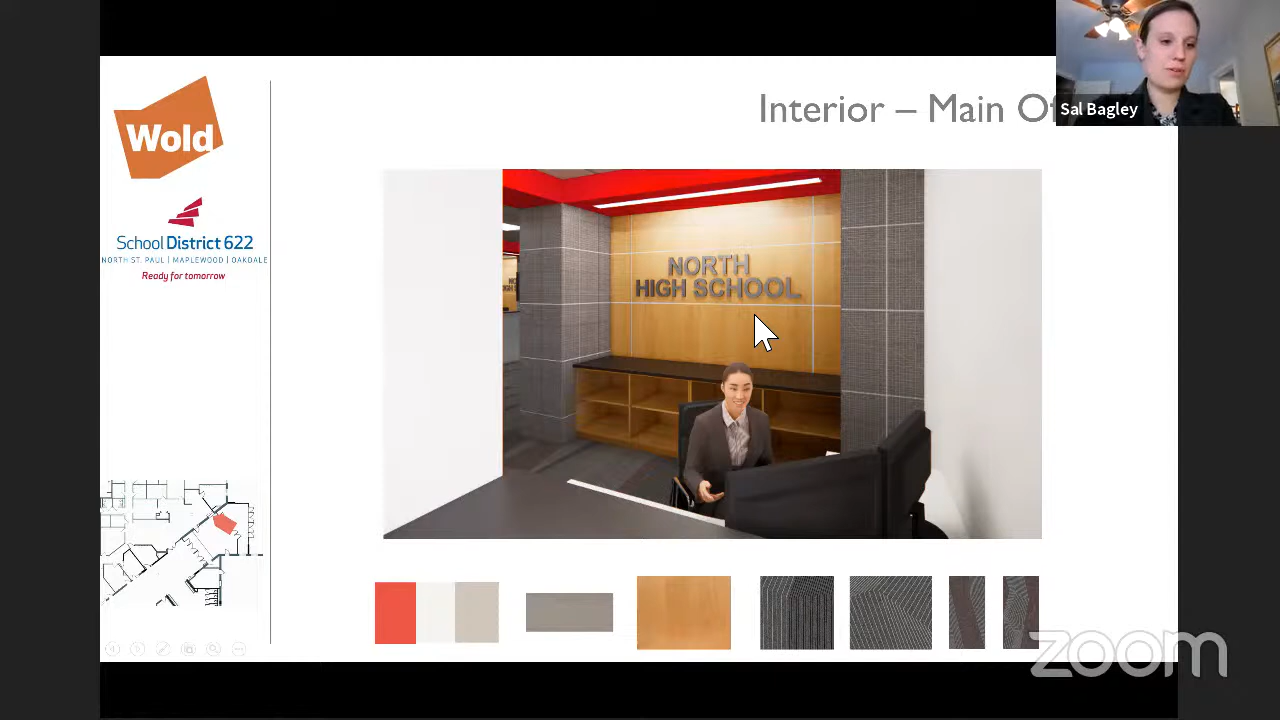 Interior – Main Of
Sal Bagley
Wold
School District 622
NORTH ST. PAUL | MAPLEWOOD | OAKDALE
Ready for tomorrow
NORTH
HIGH SCHOOL
zoom